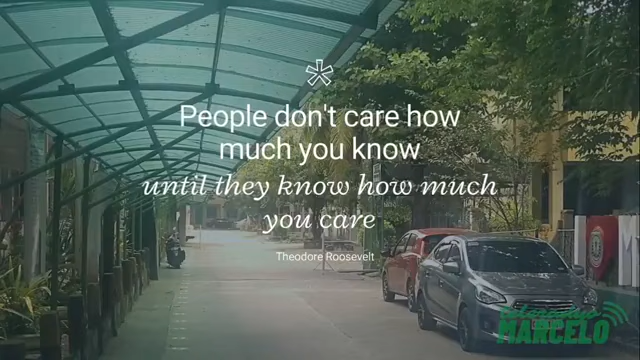 People don't care how
much you know
until they know how much
you care
Theodore Roosevelt
MARCELO